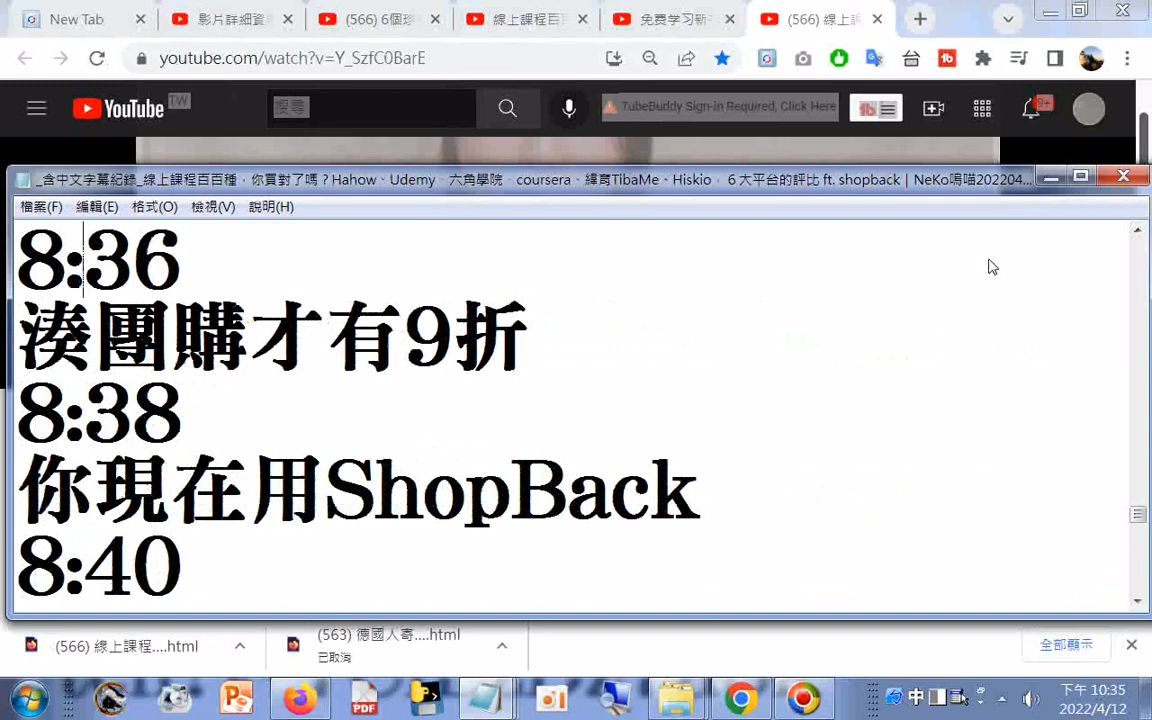 New Tab
影片詳細資
(566) 6個珍
線上課程百
免费学习新
(566) 線上課
youtube.com/watch?v=Y_SzfC0BarE
YouTube TW
搜尋
TubeBuddy Sign-in Required, Click Here
tb
9+
_含中文字幕紀錄_線上課程百百種，你買對了嗎？Hahow、Udemy、六角學院、coursera、緯育TibaMe、Hiskio，６大平台的評比 ft. shopback | NeKo嗚喵202204...
檔案(F) 編輯(E) 格式(O) 檢視(V) 說明(H)
8:36
湊團購才有9折
8:38
你現在用ShopBack
8:40
(566) 線上課程....html
(563) 德國人寄....html
已取消
全部顯示
PDF
中
下午 10:35
2022/4/12